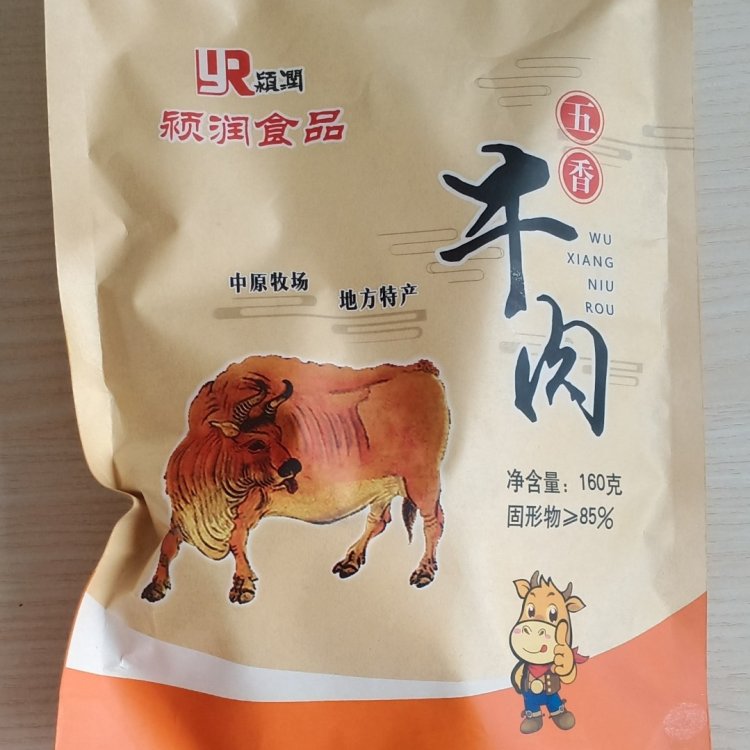 YR 颍潤
颍润食品
五香
牛肉
WU
XIANG
NIU
ROU
中原牧场
地方特产
净含量：160克
固形物≥85%